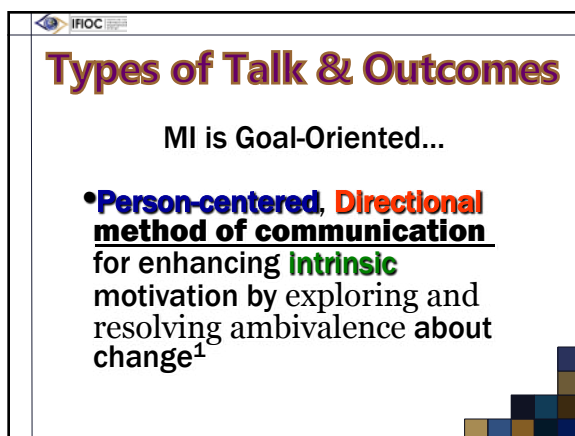 IFIOC
Types of Talk & Outcomes
MI is Goal-Oriented...
•Person-centered, Directional
method of communication
for enhancing intrinsic
motivation by exploring and
resolving ambivalence about
change¹